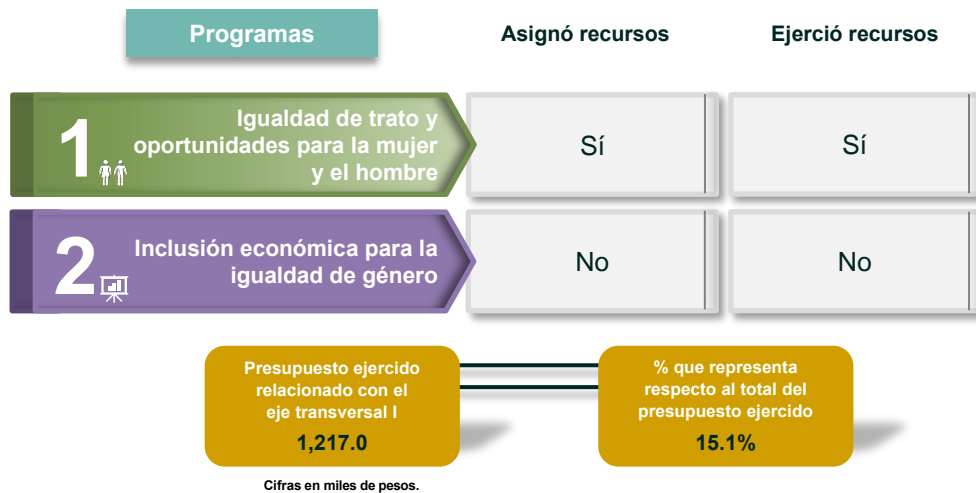 Programas
Asignó recursos
Ejerció recursos
1
Igualdad de trato y
oportunidades para la mujer
y el hombre
Sí
Sí
2
Inclusión económica para la
igualdad de género
No
No
Presupuesto ejercido
relacionado con el
eje transversal I
1,217.0
% que representa
respecto al total del
presupuesto ejercido
15.1%
Cifras en miles de pesos.